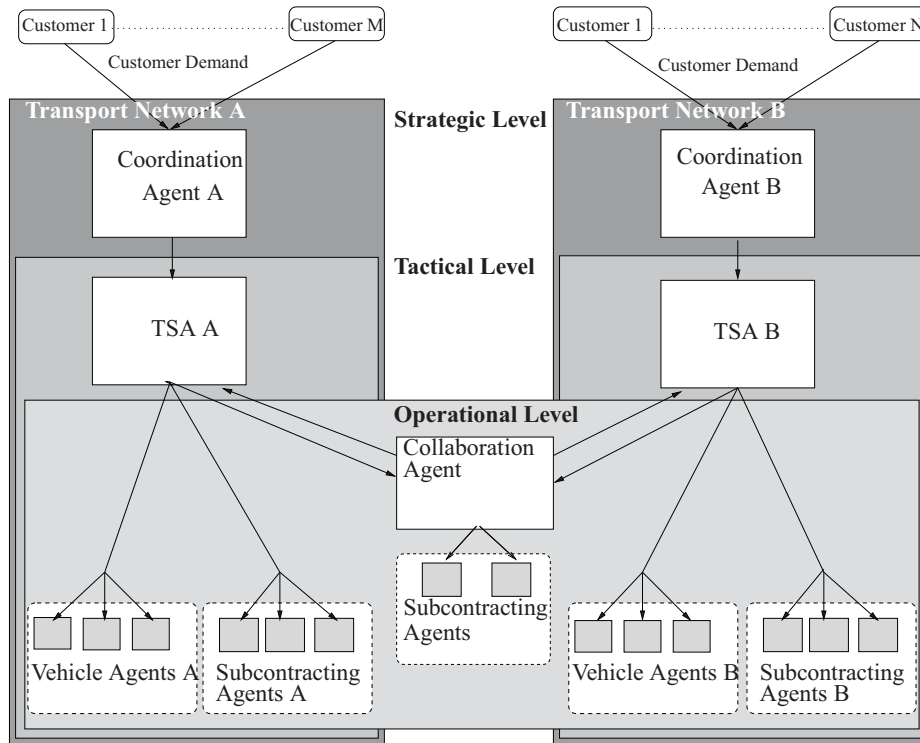 Customer 1
Customer M
Customer 1
Customer N
Customer Demand
Customer Demand
Transport Network A
Strategic Level
Transport Network B
Coordination
Agent A
Coordination
Agent B
Tactical Level
TSA A
TSA B
Operational Level
Collaboration
Agent
Subcontracting
Agents
Vehicle Agents A
Subcontracting
Agents A
Vehicle Agents B
Subcontracting
Agents B